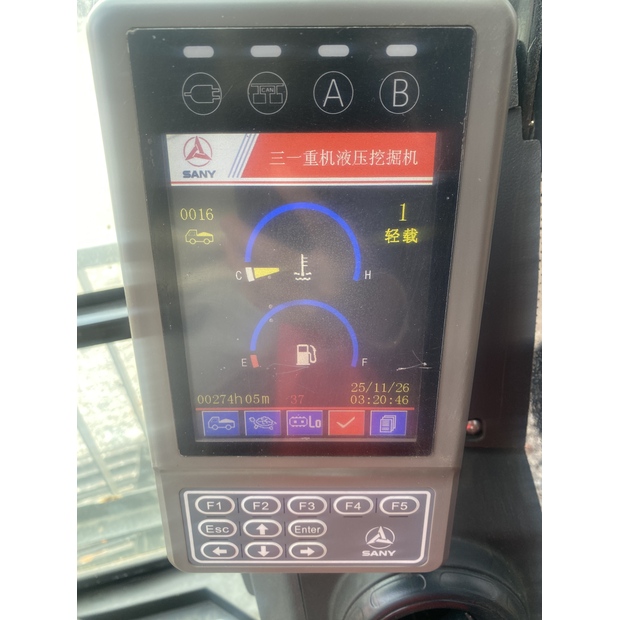 CAN A B
SANY 三一重机液压挖掘机
0016 1
轻载
C H
E F
25/11/26
00274h05m 37 03:20:46
Lo
F1 F2 F3 F4 F5
Esc Enter
SANY